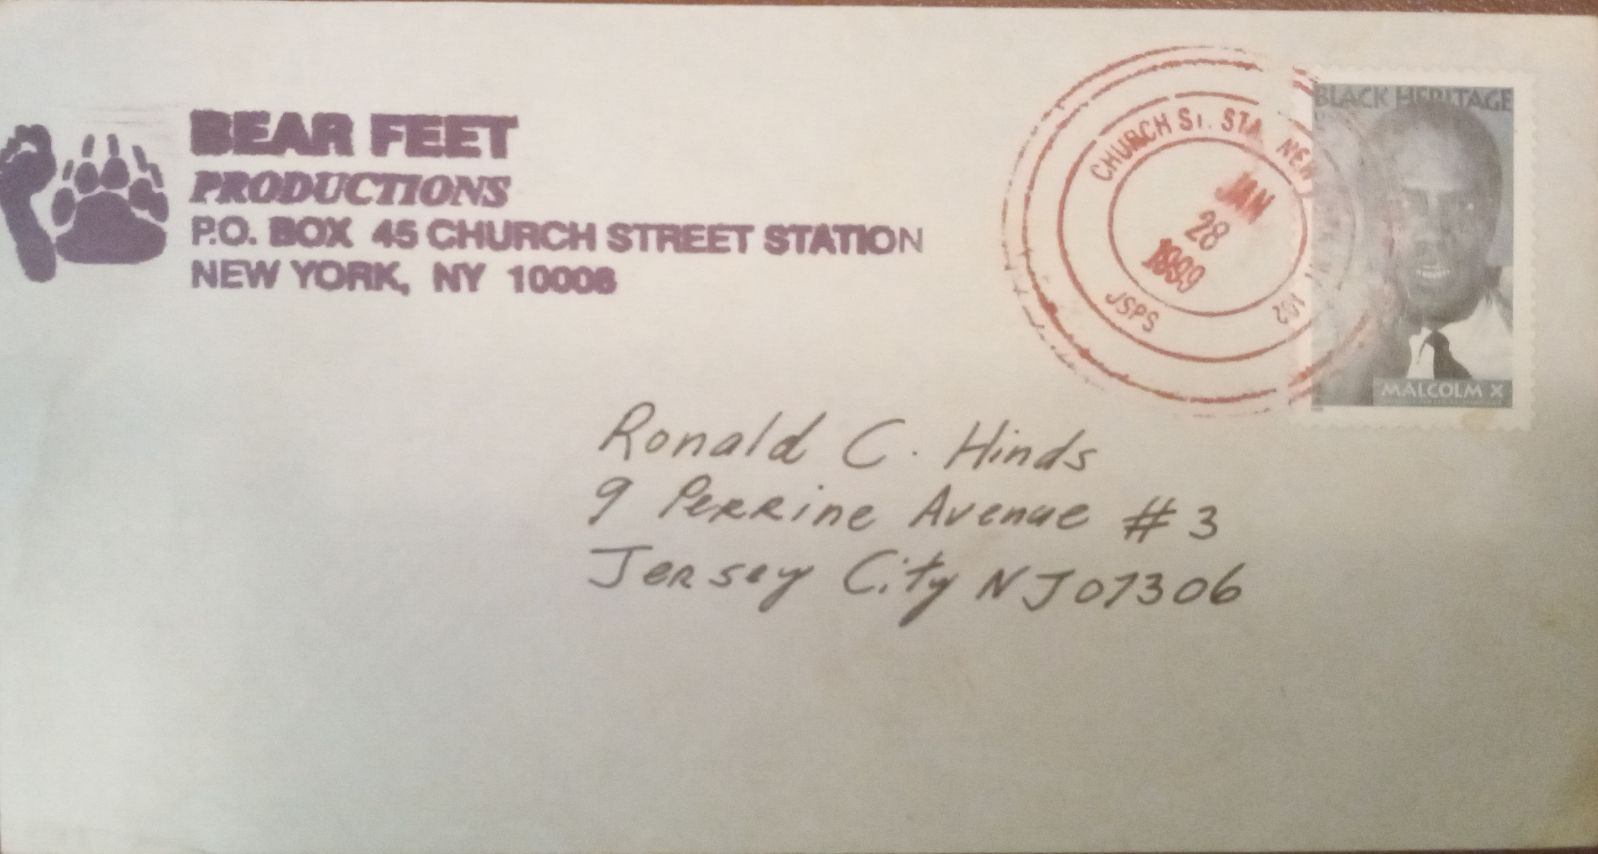 BEAR FEET
PRODUCTIONS
P.O. BOX 45 CHURCH STREET STATION
NEW YORK, NY 10008
CHURCH ST. STA. NEW
JAN
28
1999
USPS
102
BLACK HERITAGE
MALCOLM X
Ronald C. Hinds
9 Perrine Avenue #3
Jersey City NJ 07306